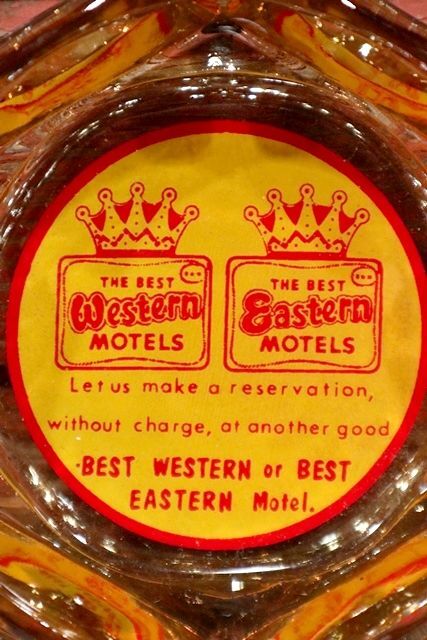 THE BEST
Western
MOTELS
THE BEST
Eastern
MOTELS
Let us make a reservation,
without charge, at another good
BEST WESTERN or BEST
EASTERN Motel.